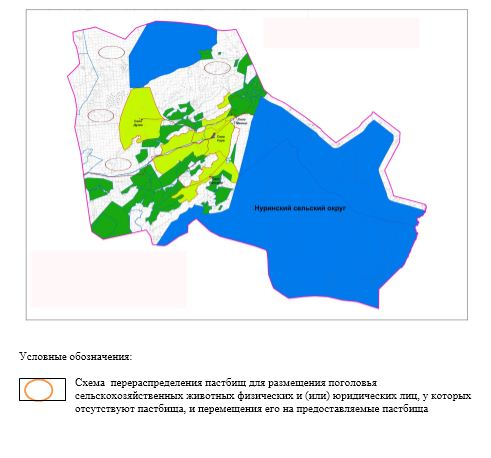 Нуринский сельский округ
Условные обозначения:
Схема перераспределения пастбищ для размещения поголовья
сельскохозяйственных животных физических и (или) юридических лиц, у которых
отсутствуют пастбища, и перемещения его на предоставляемые пастбища